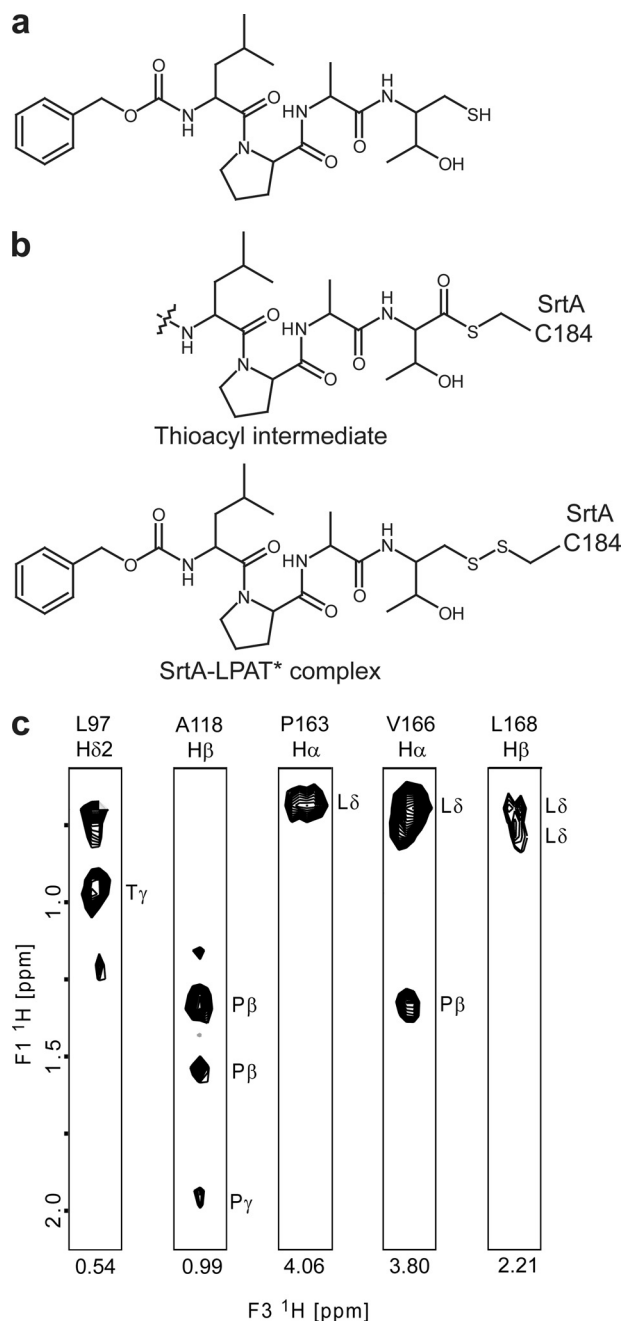 a
O
O
N
H
O
N
HN
O
O
H
N
SH
OH
b
N
H
O
N
HN
O
O
H
N
O
S
OH
SrtA
C184
Thioacyl intermediate
O
O
N
H
O
N
HN
O
O
H
N
S
S
OH
SrtA
C184
SrtA-LPAT* complex
c
L97 A118 P163 V166 L168
Hδ2 Hβ Hα Hα Hβ
Lδ Lδ Lδ
Lδ
Tγ
Pβ Pβ
Pβ
Pγ
1.0
1.5
2.0
F1 ¹H [ppm]
0.54 0.99 4.06 3.80 2.21
F3 ¹H [ppm]